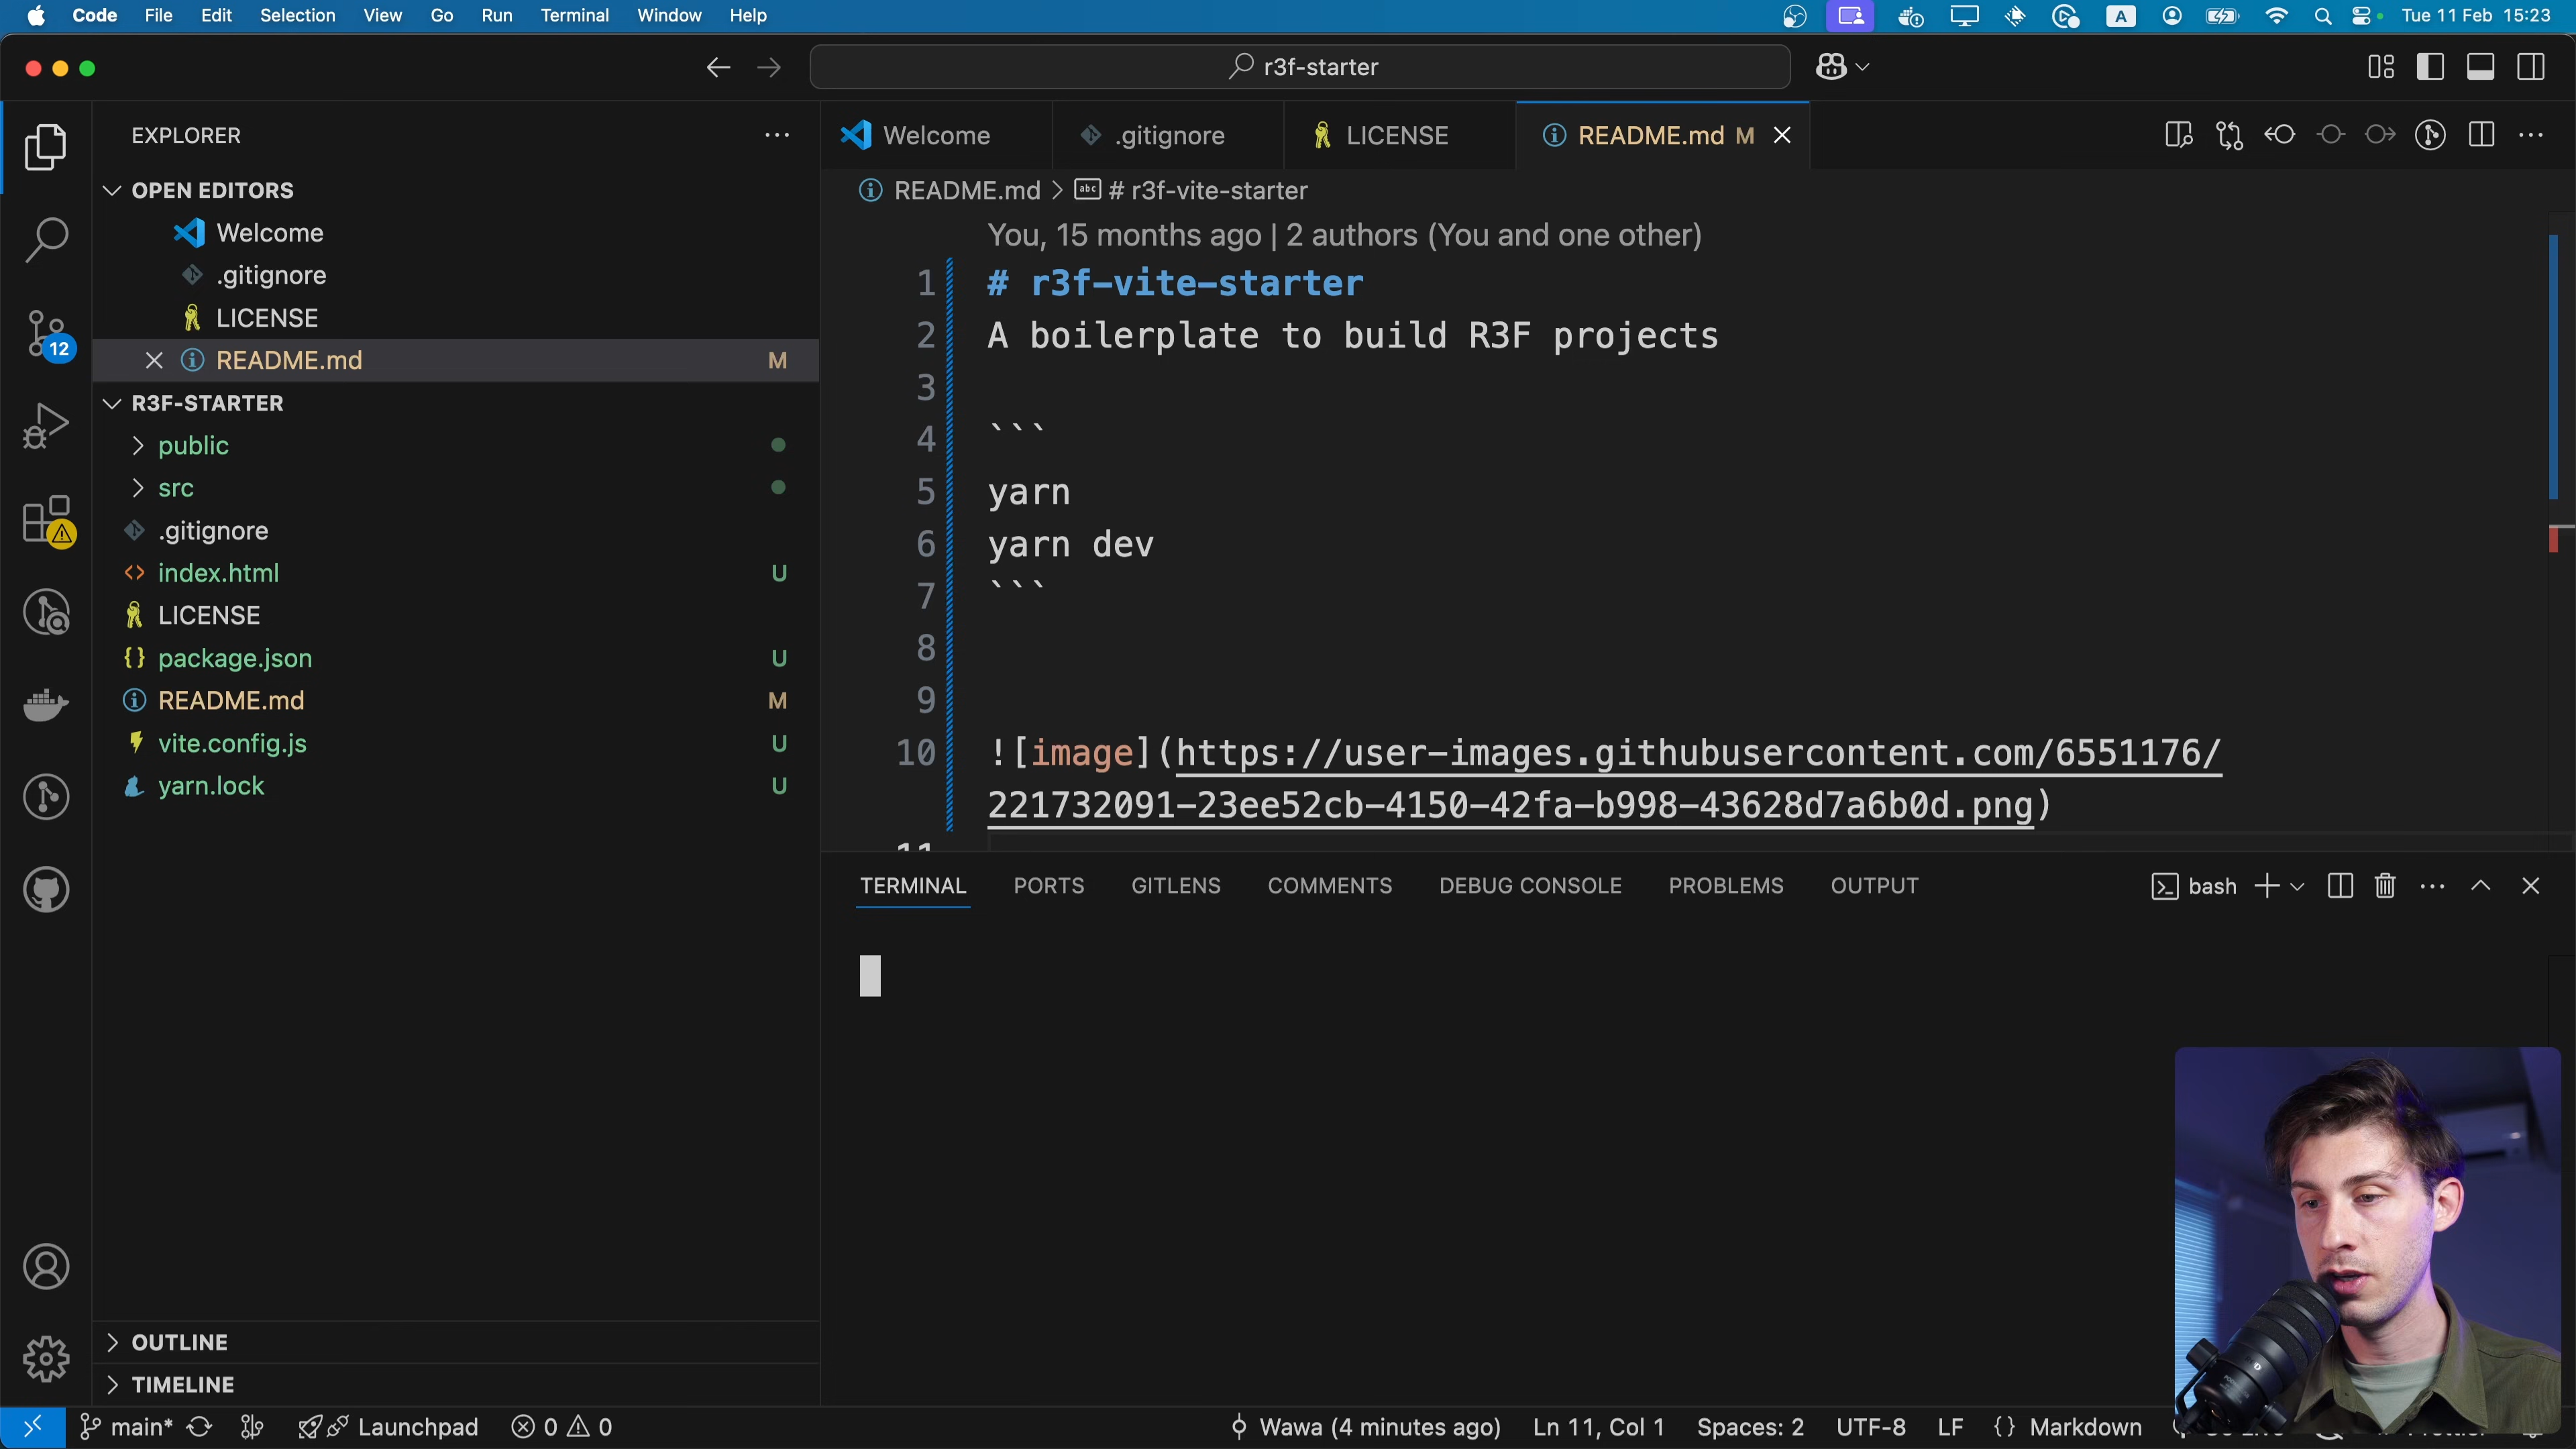 Code File Edit Selection View Go Run Terminal Window Help
A
Tue 11 Feb 15:23
r3f-starter
EXPLORER
OPEN EDITORS
Welcome
.gitignore
LICENSE
README.md M
R3F-STARTER
public
src
.gitignore
index.html U
LICENSE
package.json U
README.md M
vite.config.js U
yarn.lock U
OUTLINE
TIMELINE
12
Welcome .gitignore LICENSE README.md M
README.md > abc # r3f-vite-starter
You, 15 months ago | 2 authors (You and one other)
1 # r3f-vite-starter
2 A boilerplate to build R3F projects
3
4 ```
5 yarn
6 yarn dev
7 ```
8
9
10 ![image](https://user-images.githubusercontent.com/6551176/
221732091-23ee52cb-4150-42fa-b998-43628d7a6b0d.png)
11
TERMINAL PORTS GITLENS COMMENTS DEBUG CONSOLE PROBLEMS OUTPUT
bash
main* Launchpad 0 0
Wawa (4 minutes ago) Ln 11, Col 1 Spaces: 2 UTF-8 LF {} Markdown